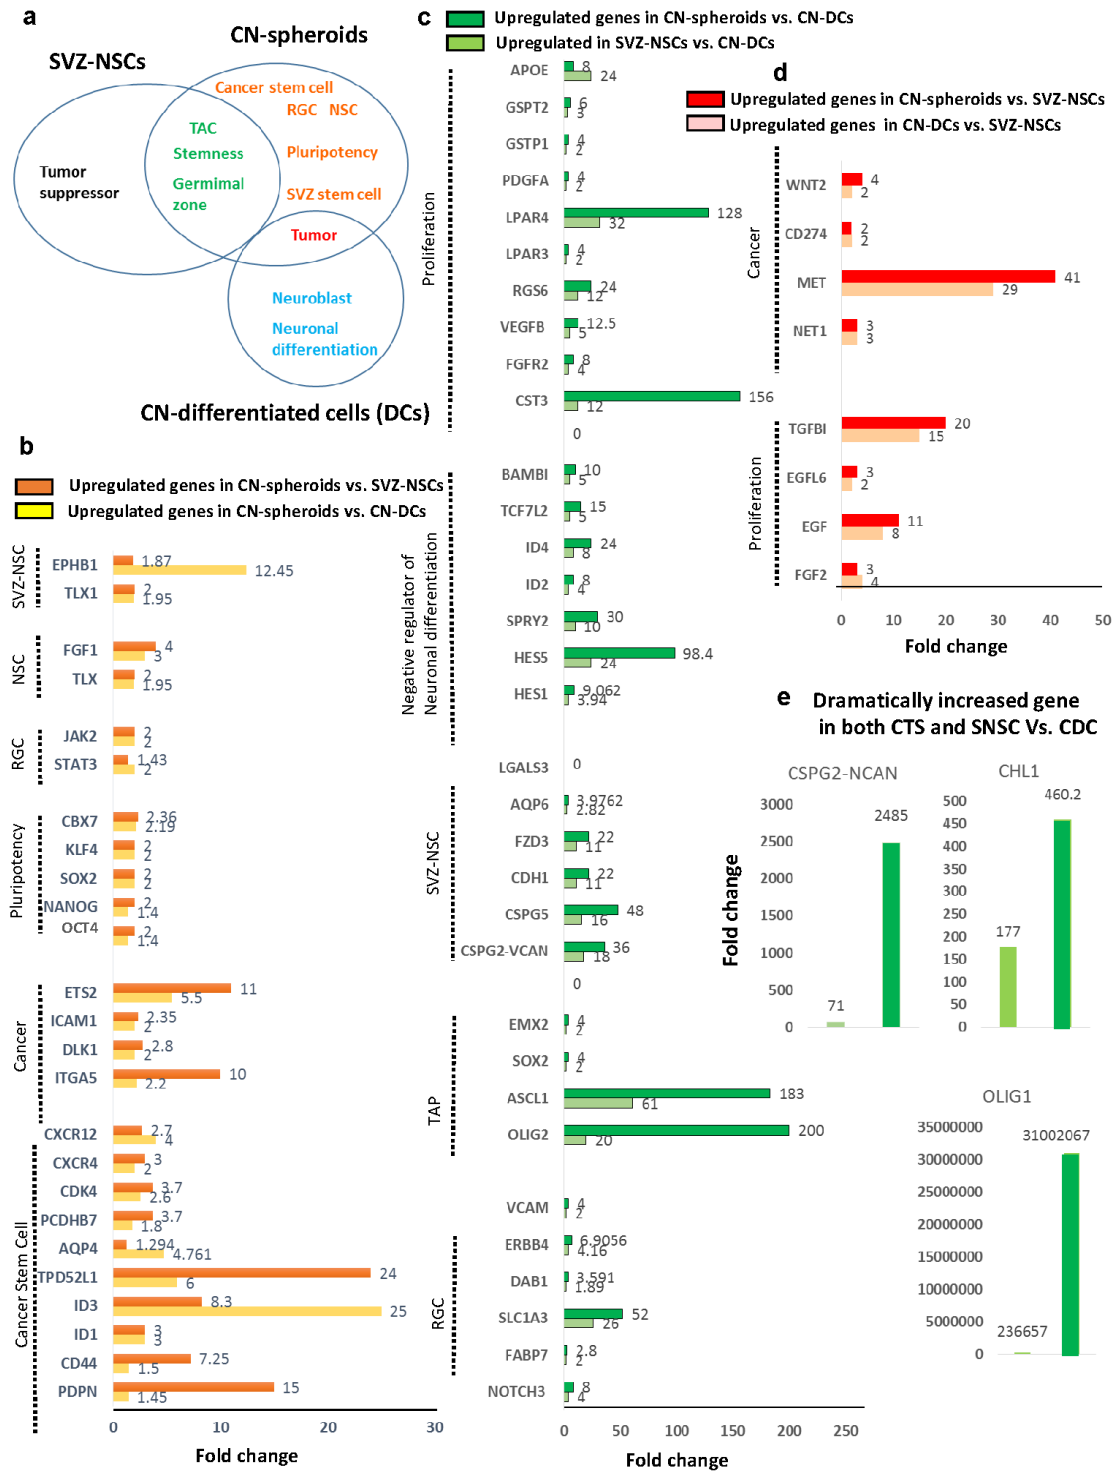 a
SVZ-NSCs
CN-spheroids
Cancer stem cell
RGC NSC
TAC
Stemness
Pluripotency
Tumor
suppressor
Germimal
zone
SVZ stem cell
Tumor
Neuroblast
Neuronal
differentiation
CN-differentiated cells (DCs)
b
Upregulated genes in CN-spheroids vs. SVZ-NSCs
Upregulated genes in CN-spheroids vs. CN-DCs
SVZ-NSC
EPHB1 1.87 12.45
TLX1 2 1.95
NSC
FGF1 4 3
TLX 2 1.95
RGC
JAK2 2 2
STAT3 1.43 2
Pluripotency
CBX7 2.36 2.19
KLF4 2 2
SOX2 2 2
NANOG 2 1.4
OCT4 2 1.4
Cancer
ETS2 11 5.5
ICAM1 2.35 2
DLK1 2.8 2
ITGA5 10 2.2
CXCR12 2.7 4
Cancer Stem Cell
CXCR4 3 2
CDK4 3.7 2.6
PCDHB7 3.7 1.8
AQP4 1.294 4.761
TPD52L1 24 6
ID3 8.3 25
ID1 3 3
CD44 7.25 1.5
PDPN 15 1.45
0 10 20 30
Fold change
c
Upregulated genes in CN-spheroids vs. CN-DCs
Upregulated in SVZ-NSCs vs. CN-DCs
Proliferation
APOE 8 24
GSPT2 6 3
GSTP1 4 2
PDGFA 4 2
LPAR4 128 32
LPAR3 4 2
RGS6 24 12
VEGFB 12.5 5
FGFR2 8 4
CST3 156 12
0
Negative regulator of
Neuronal differentiation
BAMBI 10 5
TCF7L2 15 5
ID4 24 8
ID2 8 4
SPRY2 30 10
HES5 98.4 24
HES1 9.062 3.94
LGALS3 0
SVZ-NSC
AQP6 3.9762 2.82
FZD3 22 11
CDH1 22 11
CSPG5 48 16
CSPG2-VCAN 36 18
0
TAP
EMX2 4 2
SOX2 4 2
ASCL1 183 61
OLIG2 200 20
VCAM 4 2
RGC
ERBB4 6.9056 4.16
DAB1 3.591 1.89
SLC1A3 52 26
FABP7 2.8 2
NOTCH3 8 4
0 50 100 150 200 250
Fold change
d
Upregulated genes in CN-spheroids vs. SVZ-NSCs
Upregulated genes in CN-DCs vs. SVZ-NSCs
Cancer
WNT2 4 2
CD274 2 2
MET 41 29
NET1 3 3
Proliferation
TGFBI 20 15
EGFL6 3 2
EGF 11 8
FGF2 3 4
0 10 20 30 40 50
Fold change
e
Dramatically increased gene
in both CTS and SNSC Vs. CDC
Fold change
CSPG2-NCAN
3000
2500
2000
1500
1000
500
0
71
2485
CHL1
500
450
400
350
300
250
200
150
100
50
0
177
460.2
OLIG1
35000000
30000000
25000000
20000000
15000000
10000000
5000000
0
236657
31002067